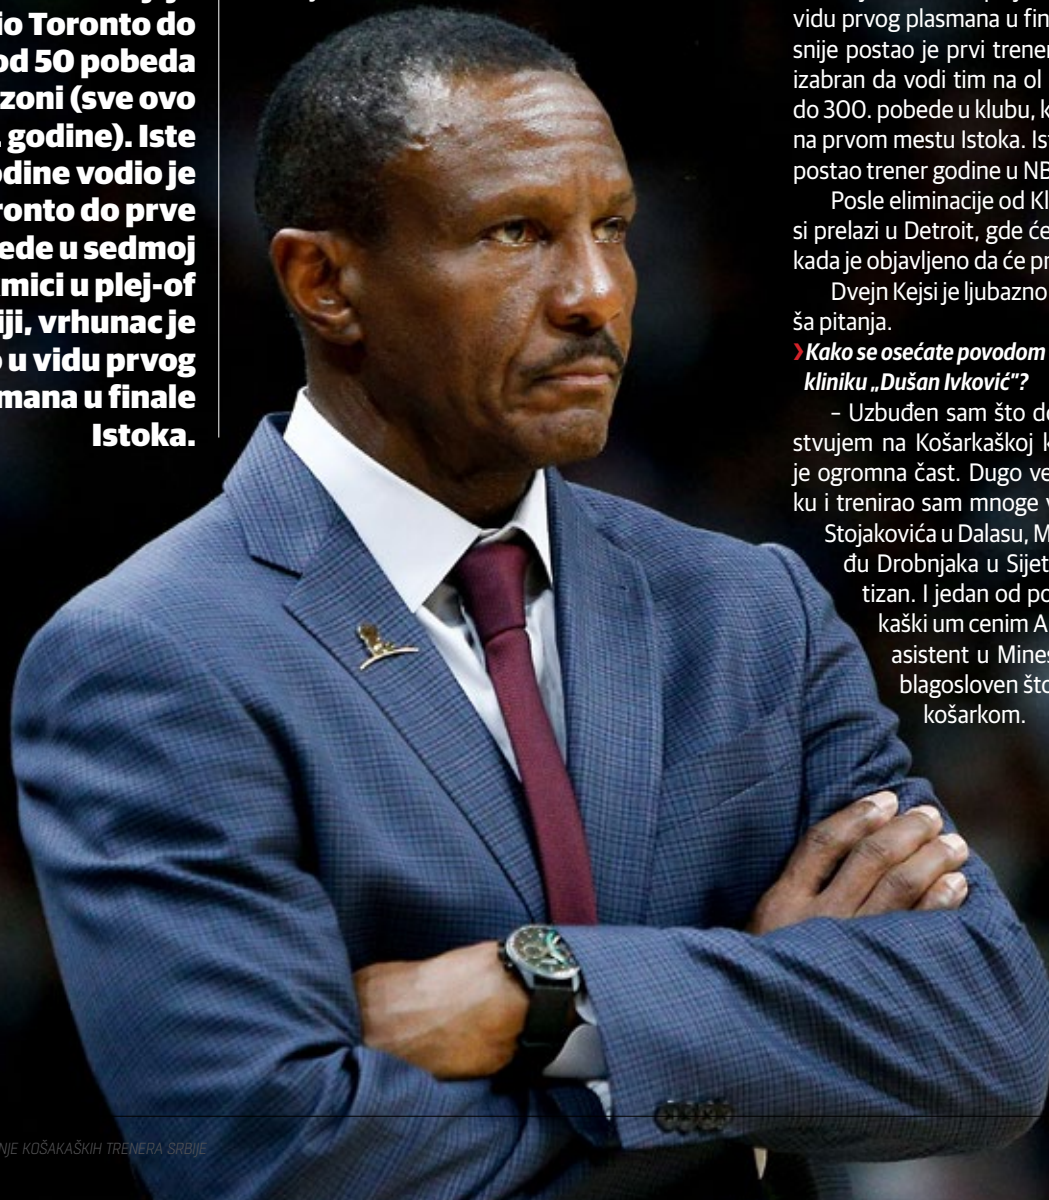 io Toronto do
od 50 pobeda
zoni (sve ovo
godine). Iste
odine vodio je
ronto do prve
ede u sedmoj
mici u plej-of
iji, vrhunac je
u vidu prvog
mana u finale
Istoka.
vidu prvog plasmana u fin
snije postao je prvi trener
izabran da vodi tim na ol
do 300. pobede u klubu, k
na prvom mestu Istoka. Is
postao trener godine u NB
Posle eliminacije od Kl
si prelazi u Detroit, gde će
kada je objavljeno da će pr
Dvejn Kejsi je ljubazno
ša pitanja.
›Kako se osećate povodom
kliniku „Dušan Ivković"?
– Uzbuđen sam što do
stvujem na Košarkaškoj k
je ogromna čast. Dugo ve
ku i trenirao sam mnoge v
Stojakovića u Dalasu, M
đu Drobnjaka u Sijet
tizan. I jedan od po
kaški um cenim A
asistent u Mines
blagosloven što
košarkom.
NJE KOŠAKAŠKIH TRENERA SRBIJE